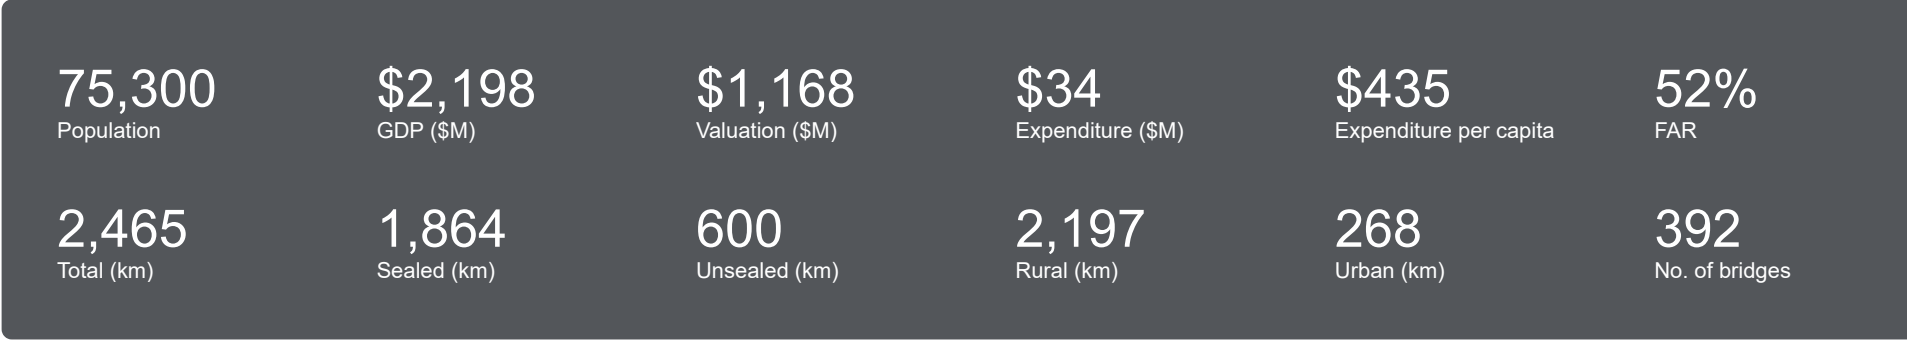 75,300 $2,198 $1,168 $34 $435 52%
Population GDP ($M) Valuation ($M) Expenditure ($M) Expenditure per capita FAR
2,465 1,864 600 2,197 268 392
Total (km) Sealed (km) Unsealed (km) Rural (km) Urban (km) No. of bridges